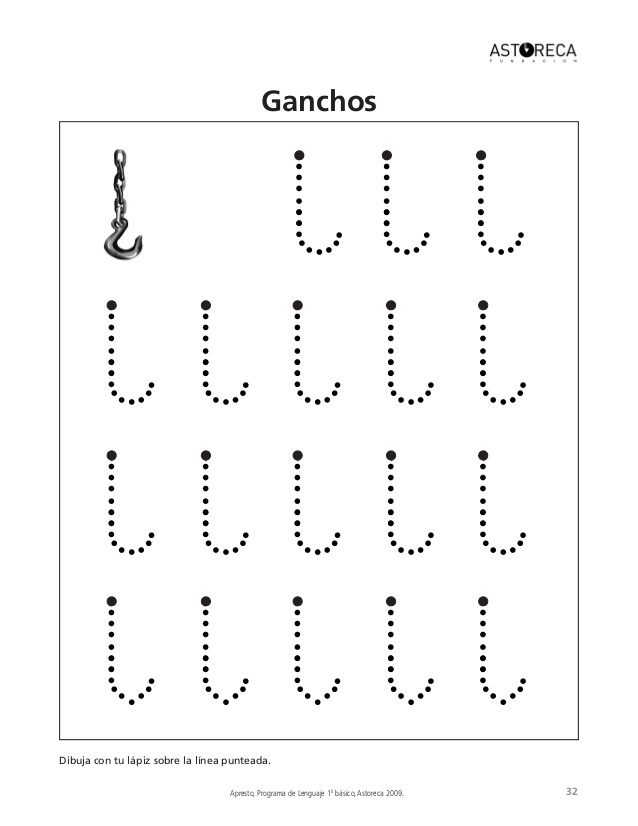 ASTORECA
FUNDACION
Ganchos
Dibuja con tu lápiz sobre la línea punteada.
Apresto, Programa de Lenguaje 1º básico, Astoreca 2009.
32